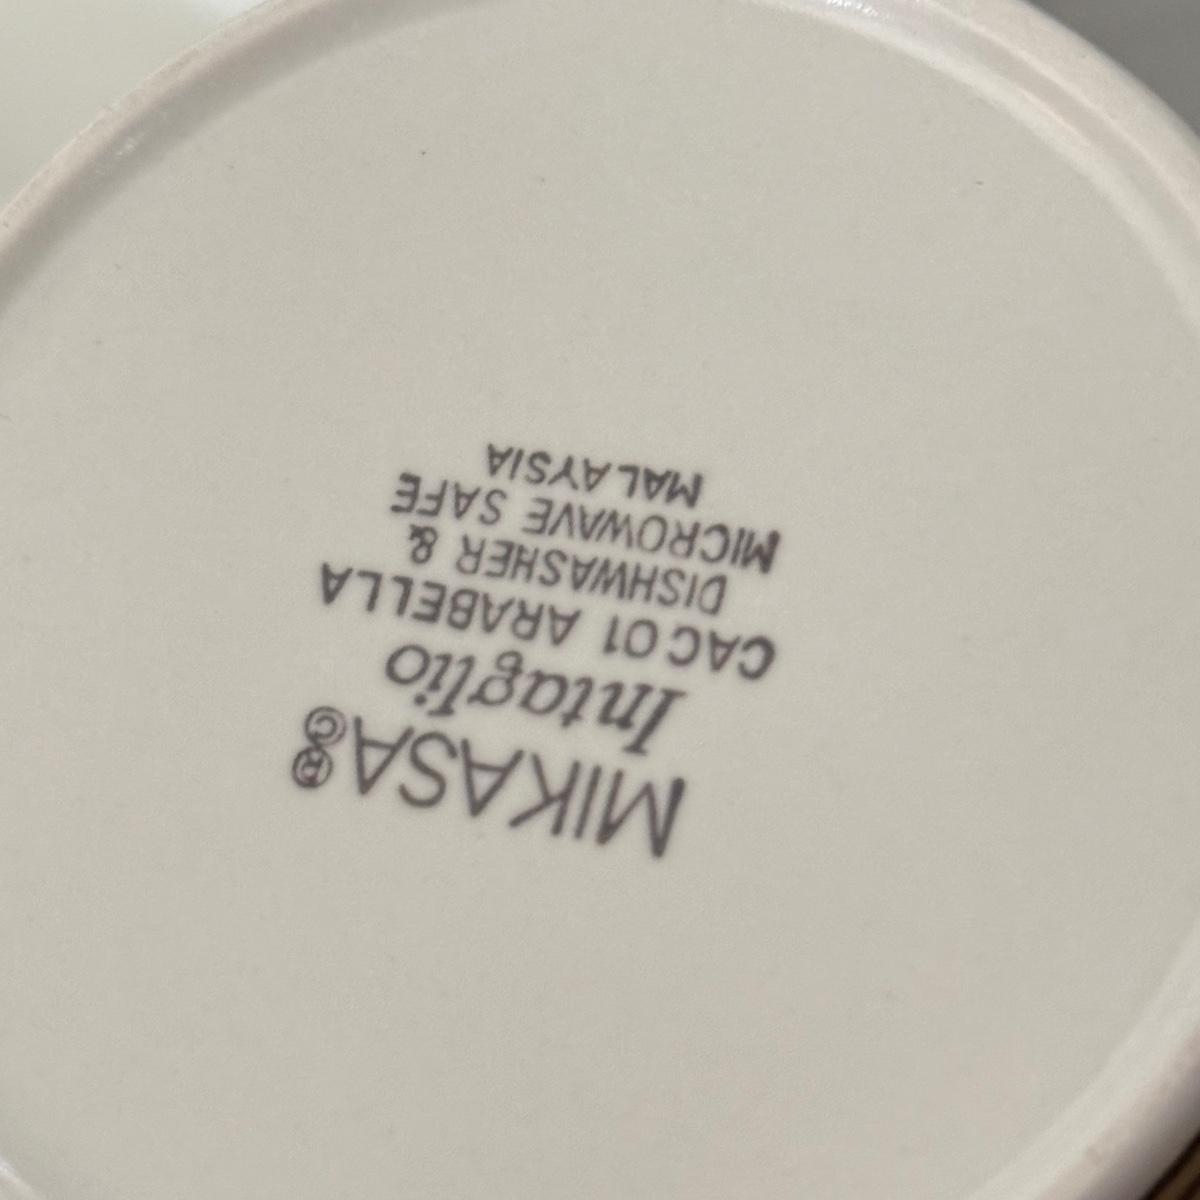 MIKASA®©
Intaglio
CAC01 ARABELLA
DISHWASHER &
MICROWAVE SAFE
MALAYSIA